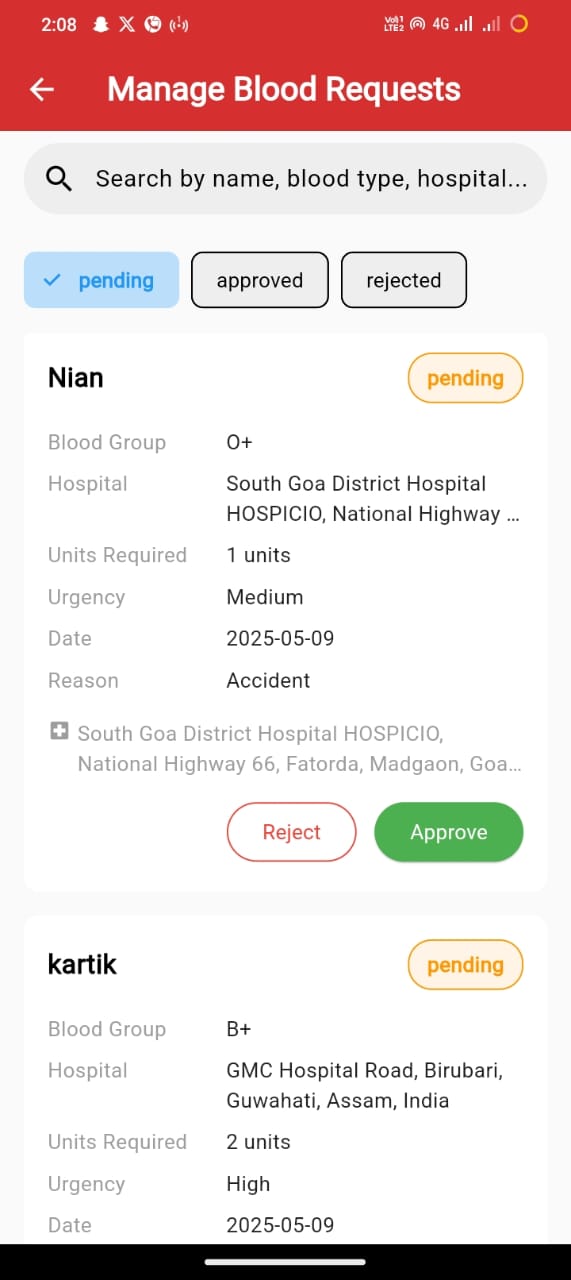 2:08
Vo) 1
LTE2
4G
Manage Blood Requests
Search by name, blood type, hospital...
pending
approved
rejected
Nian
pending
Blood Group
O+
Hospital
South Goa District Hospital
HOSPICIO, National Highway ...
Units Required
1 units
Urgency
Medium
Date
2025-05-09
Reason
Accident
South Goa District Hospital HOSPICIO,
National Highway 66, Fatorda, Madgaon, Goa...
Reject
Approve
kartik
pending
Blood Group
B+
Hospital
GMC Hospital Road, Birubari,
Guwahati, Assam, India
Units Required
2 units
Urgency
High
Date
2025-05-09